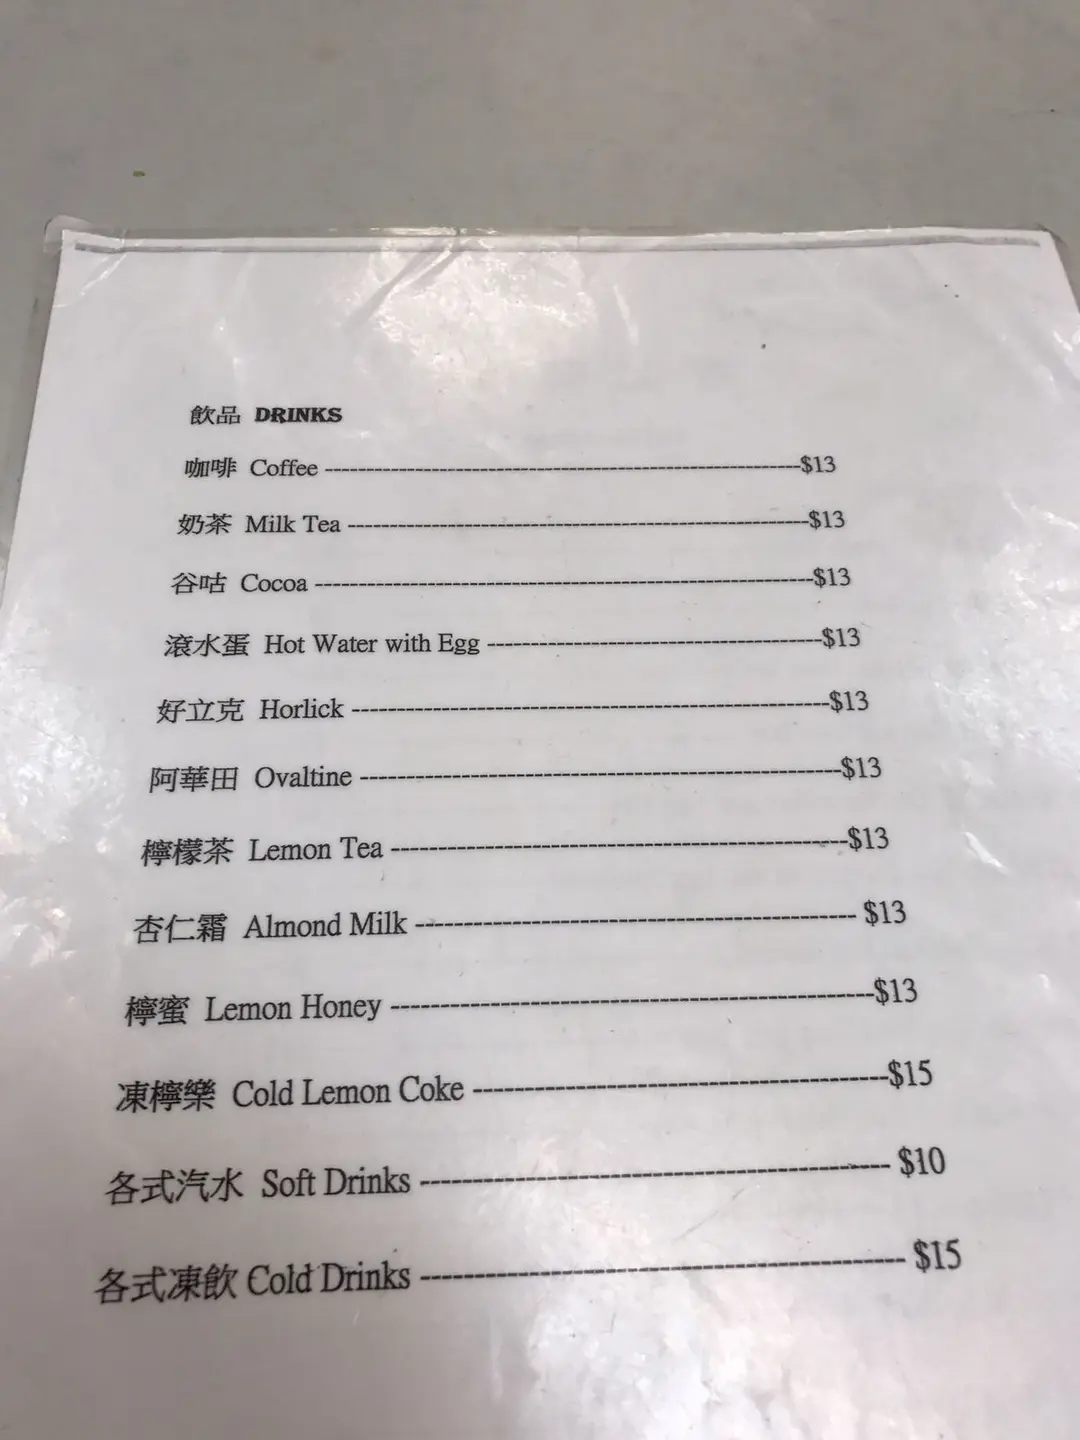 飲品 DRINKS
咖啡 Coffee ----------------------------------------------------------------------------------$13
奶茶 Milk Tea -------------------------------------------------------------------------------$13
谷咕 Cocoa -------------------------------------------------------------------------------------$13
滾水蛋 Hot Water with Egg ---------------------------------------------------------$13
好立克 Horlick -------------------------------------------------------------------------------$13
阿華田 Ovaltine -------------------------------------------------------------------------------$13
檸檬茶 Lemon Tea --------------------------------------------------------------------------$13
杏仁霜 Almond Milk -------------------------------------------------------------------- $13
檸蜜 Lemon Honey --------------------------------------------------------------------------$13
凍檸樂 Cold Lemon Coke ------------------------------------------------------------$15
各式汽水 Soft Drinks ---------------------------------------------------------------- $10
各式凍飲 Cold Drinks ---------------------------------------------------------------- $15